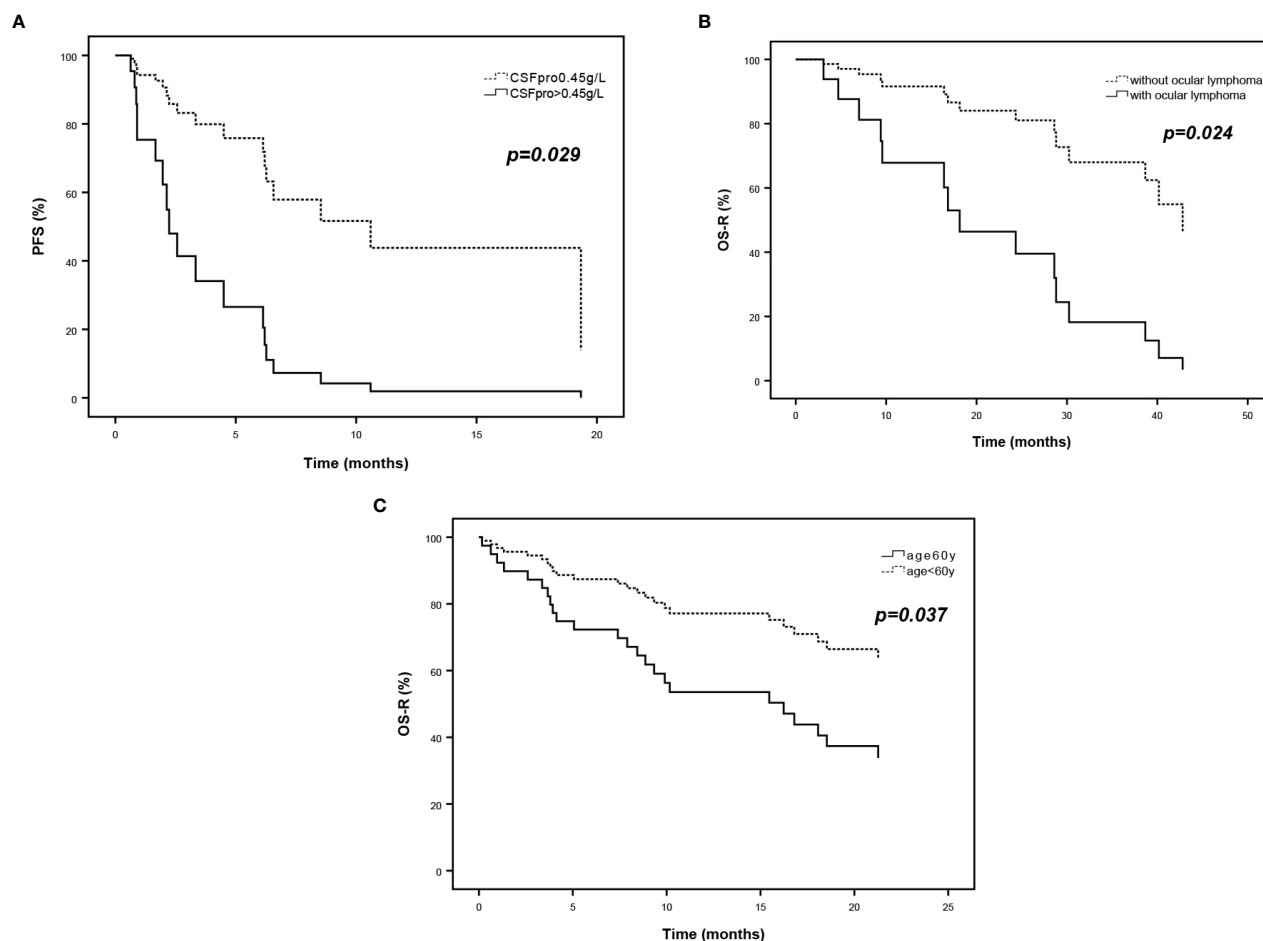 A
100
80
60
40
20
0
PFS (%)
CSFpro0.45g/L
CSFpro>0.45g/L
p=0.029
0 5 10 15 20
Time (months)
B
100
80
60
40
20
0
OS-R (%)
without ocular lymphoma
with ocular lymphoma
p=0.024
0 10 20 30 40 50
Time (months)
C
100
80
60
40
20
0
OS-R (%)
age60y
age<60y
p=0.037
0 5 10 15 20 25
Time (months)